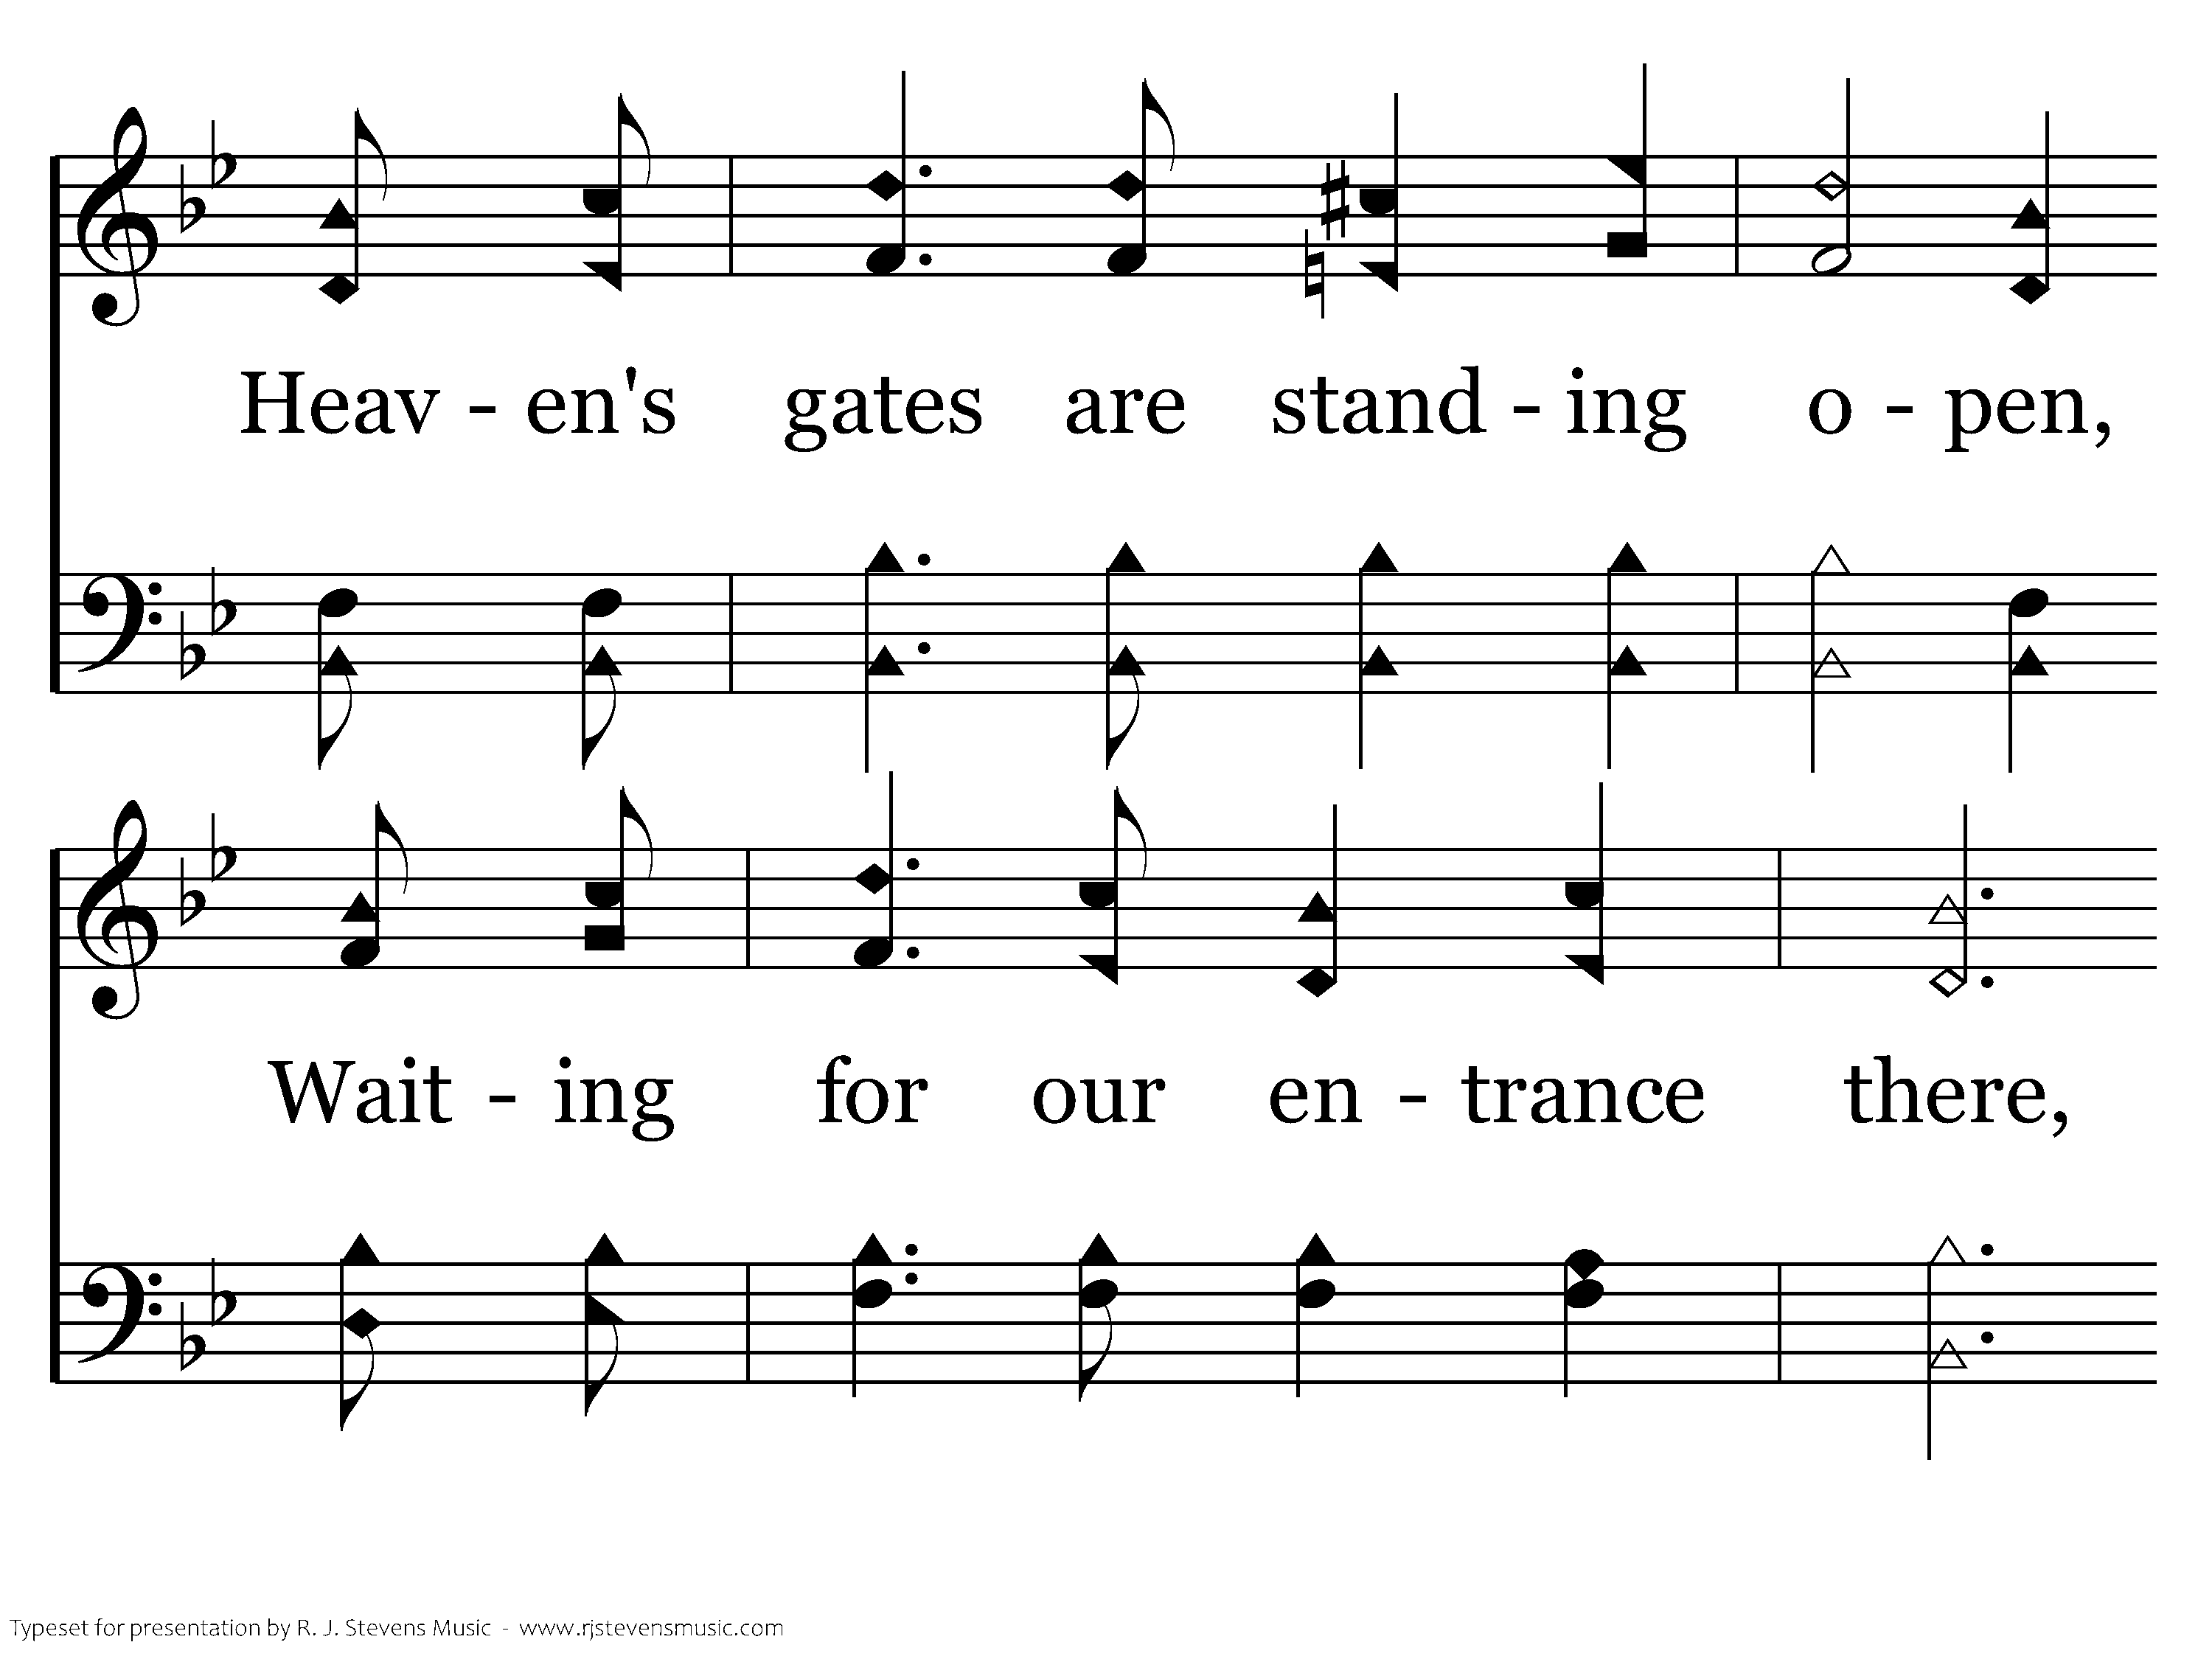 Heav - en's gates are stand - ing o - pen,
Wait - ing for our en - trance there,
Typeset for presentation by R. J. Stevens Music - www.rjstevensmusic.com